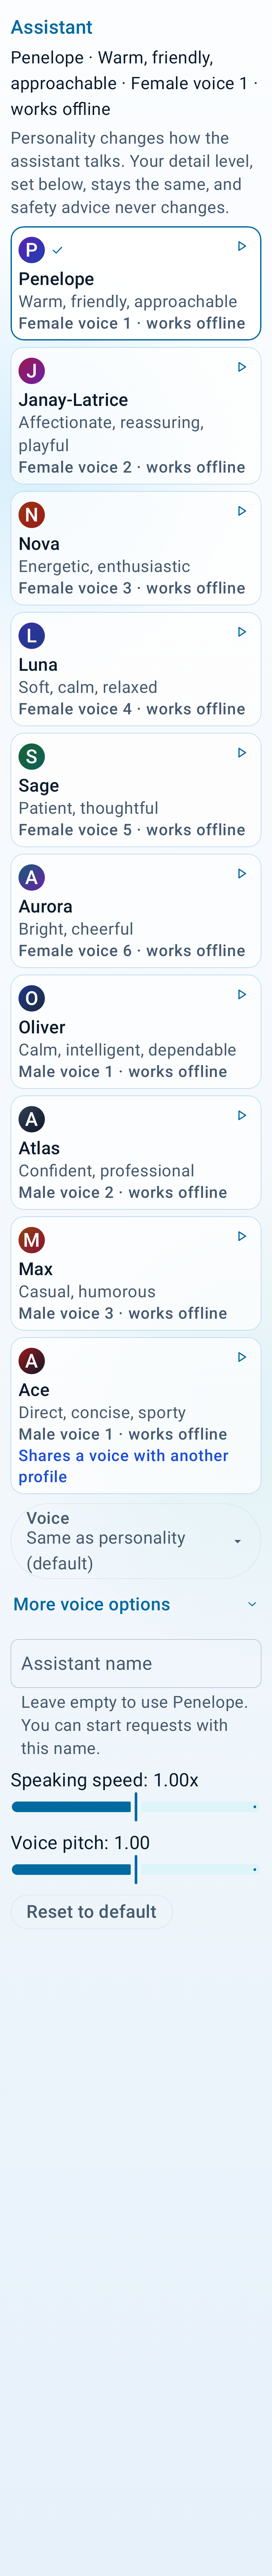 Assistant
Penelope · Warm, friendly,
approachable · Female voice 1 ·
works offline
Personality changes how the
assistant talks. Your detail level,
set below, stays the same, and
safety advice never changes.
P
Penelope
Warm, friendly, approachable
Female voice 1 · works offline
J
Janay-Latrice
Affectionate, reassuring,
playful
Female voice 2 · works offline
N
Nova
Energetic, enthusiastic
Female voice 3 · works offline
L
Luna
Soft, calm, relaxed
Female voice 4 · works offline
S
Sage
Patient, thoughtful
Female voice 5 · works offline
A
Aurora
Bright, cheerful
Female voice 6 · works offline
O
Oliver
Calm, intelligent, dependable
Male voice 1 · works offline
A
Atlas
Confident, professional
Male voice 2 · works offline
M
Max
Casual, humorous
Male voice 3 · works offline
A
Ace
Direct, concise, sporty
Male voice 1 · works offline
Shares a voice with another
profile
Voice
Same as personality
(default)
More voice options
Assistant name
Leave empty to use Penelope.
You can start requests with
this name.
Speaking speed: 1.00x
Voice pitch: 1.00
Reset to default